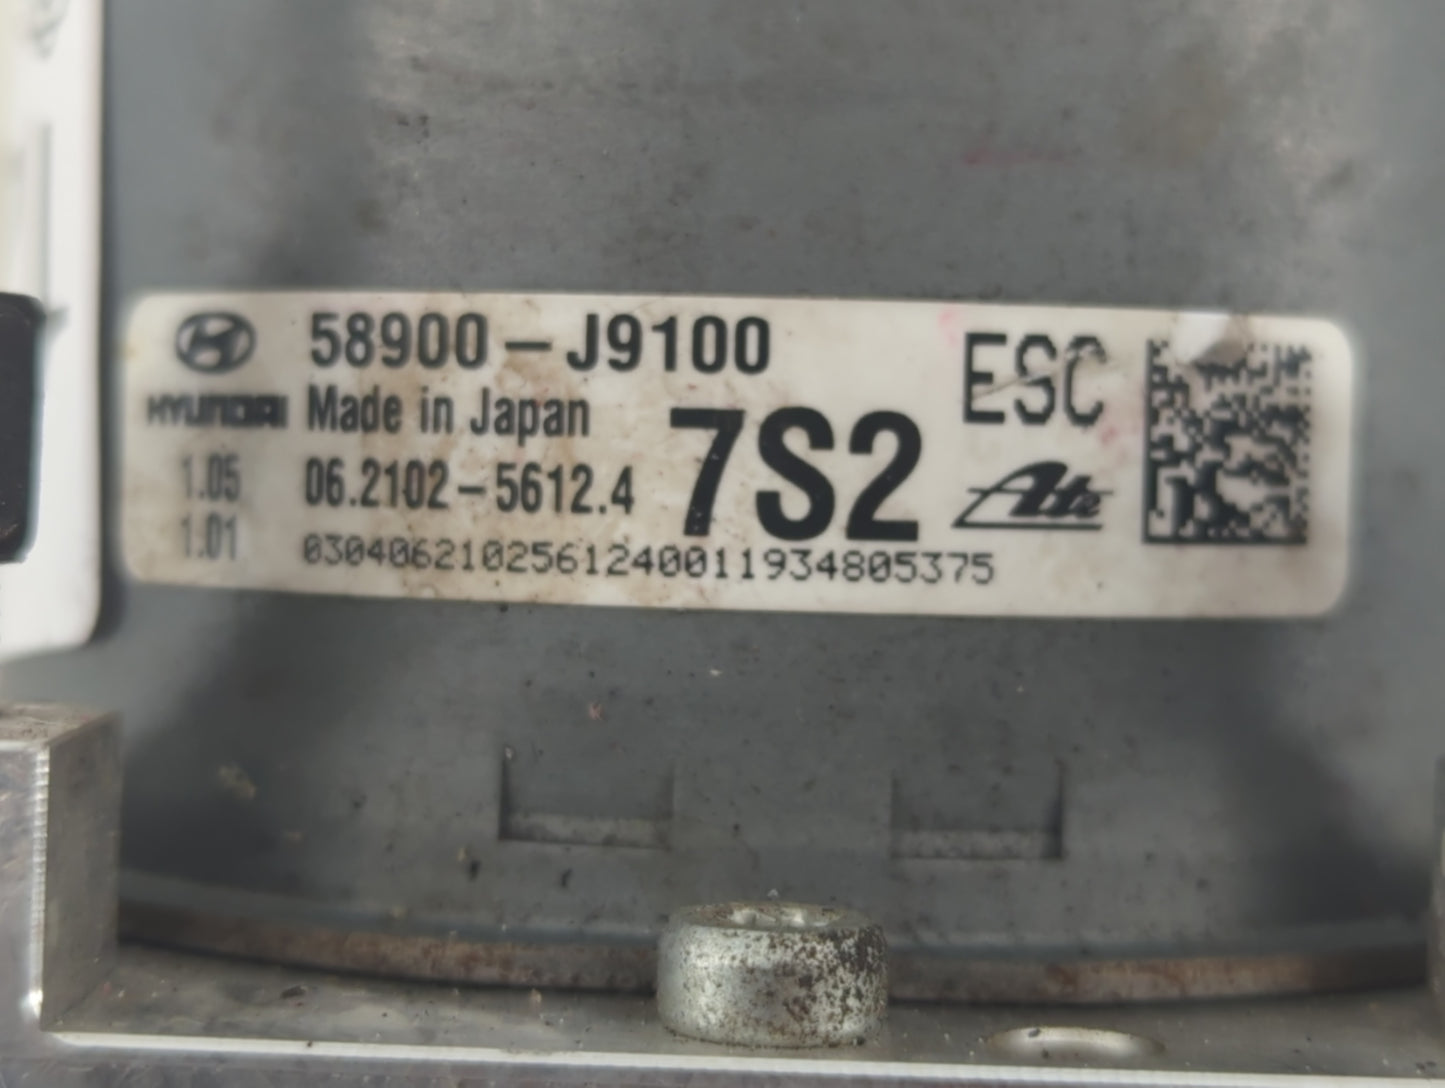 58900-J9100
ESC
HYUNDAI
Made in Japan
7S2
1.05
06.2102-5612.4
Ate
1.01
0304062102561240011934805375